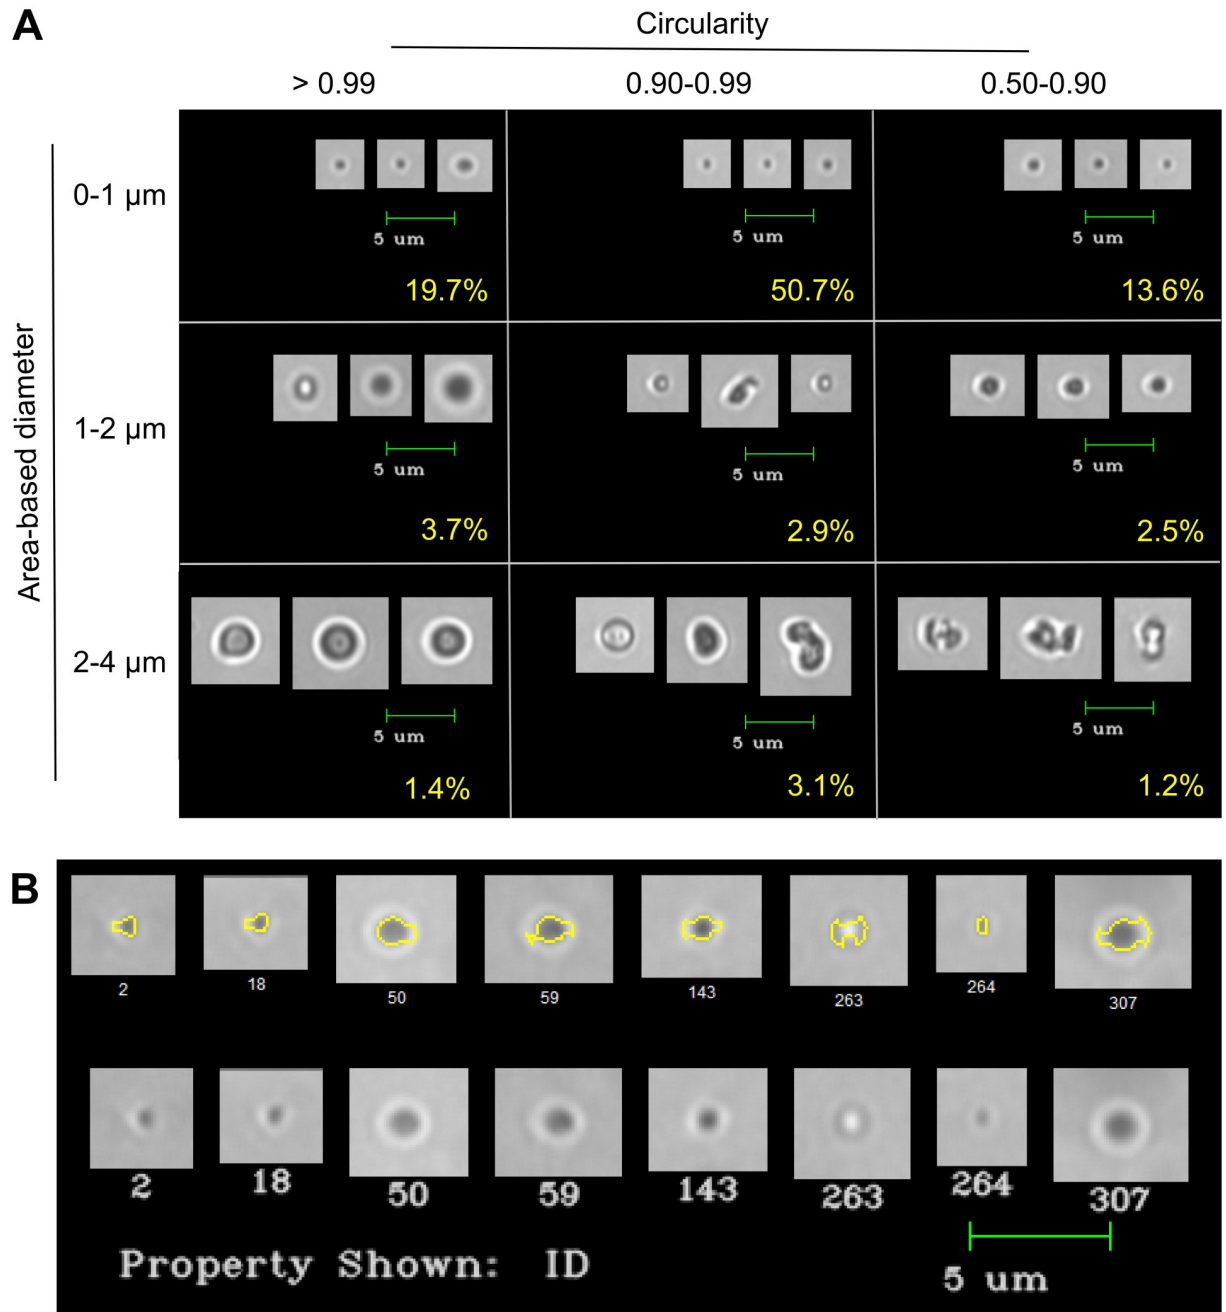 A
Circularity
> 0.99 0.90-0.99 0.50-0.90
Area-based diameter
0-1 µm
5 um 5 um 5 um
19.7% 50.7% 13.6%
1-2 µm
5 um 5 um 5 um
3.7% 2.9% 2.5%
2-4 µm
5 um 5 um 5 um
1.4% 3.1% 1.2%
B
2 18 50 59 143 263 264 307
2 18 50 59 143 263 264 307
Property Shown: ID
5 um